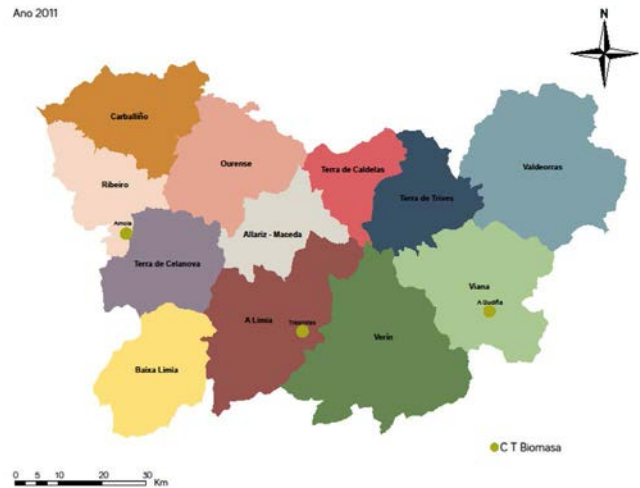 Ano 2011
N
Carballiño
Ourense
Ribeiro
Terra de Caldelas
Valdeorras
Terra de Trives
Allariz - Maceda
Terra de Celanova
Viana
A Gudiña
A Limia
Verín
Baixa Limia
C T Biomasa
0 5 10 20 30
Km